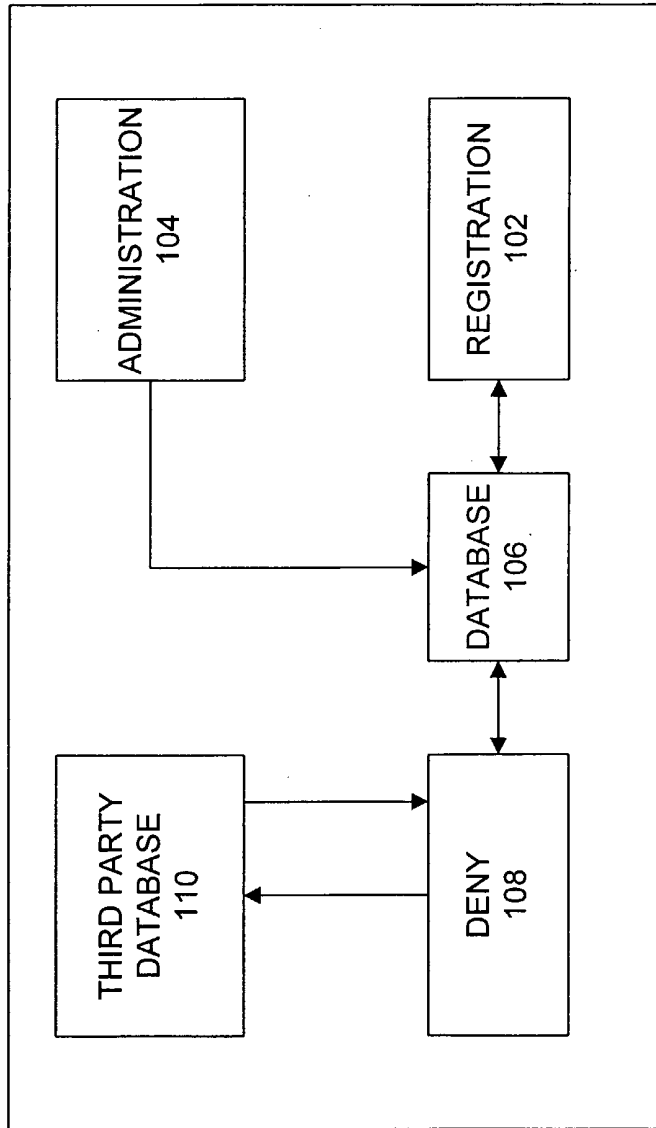 THIRD PARTY
DATABASE
110
ADMINISTRATION
104
DENY
108
DATABASE
106
REGISTRATION
102